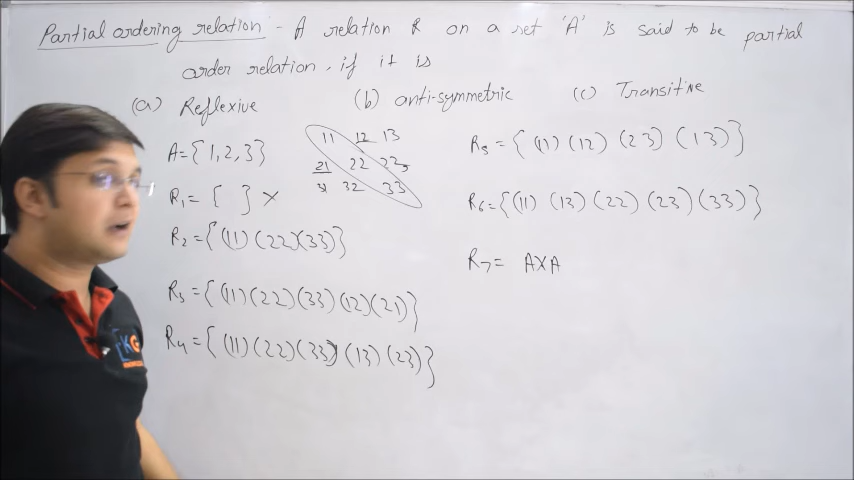 Partial ordering relation - A relation R on a set 'A' is said to be partial
order relation, if it is
(a) Reflexive (b) anti-symmetric (c) Transitive
A={1,2,3}
11 12 13
21 22 23
31 32 33
R1= { } ×
R2={(11)(22)(33)}
R3={(11)(22)(33)(12)(21)}
R4={(11)(22)(33)(13)(23)}
R5={(11)(12)(23)(13)}
R6={(11)(13)(22)(23)(33)}
R7= A×A
KG